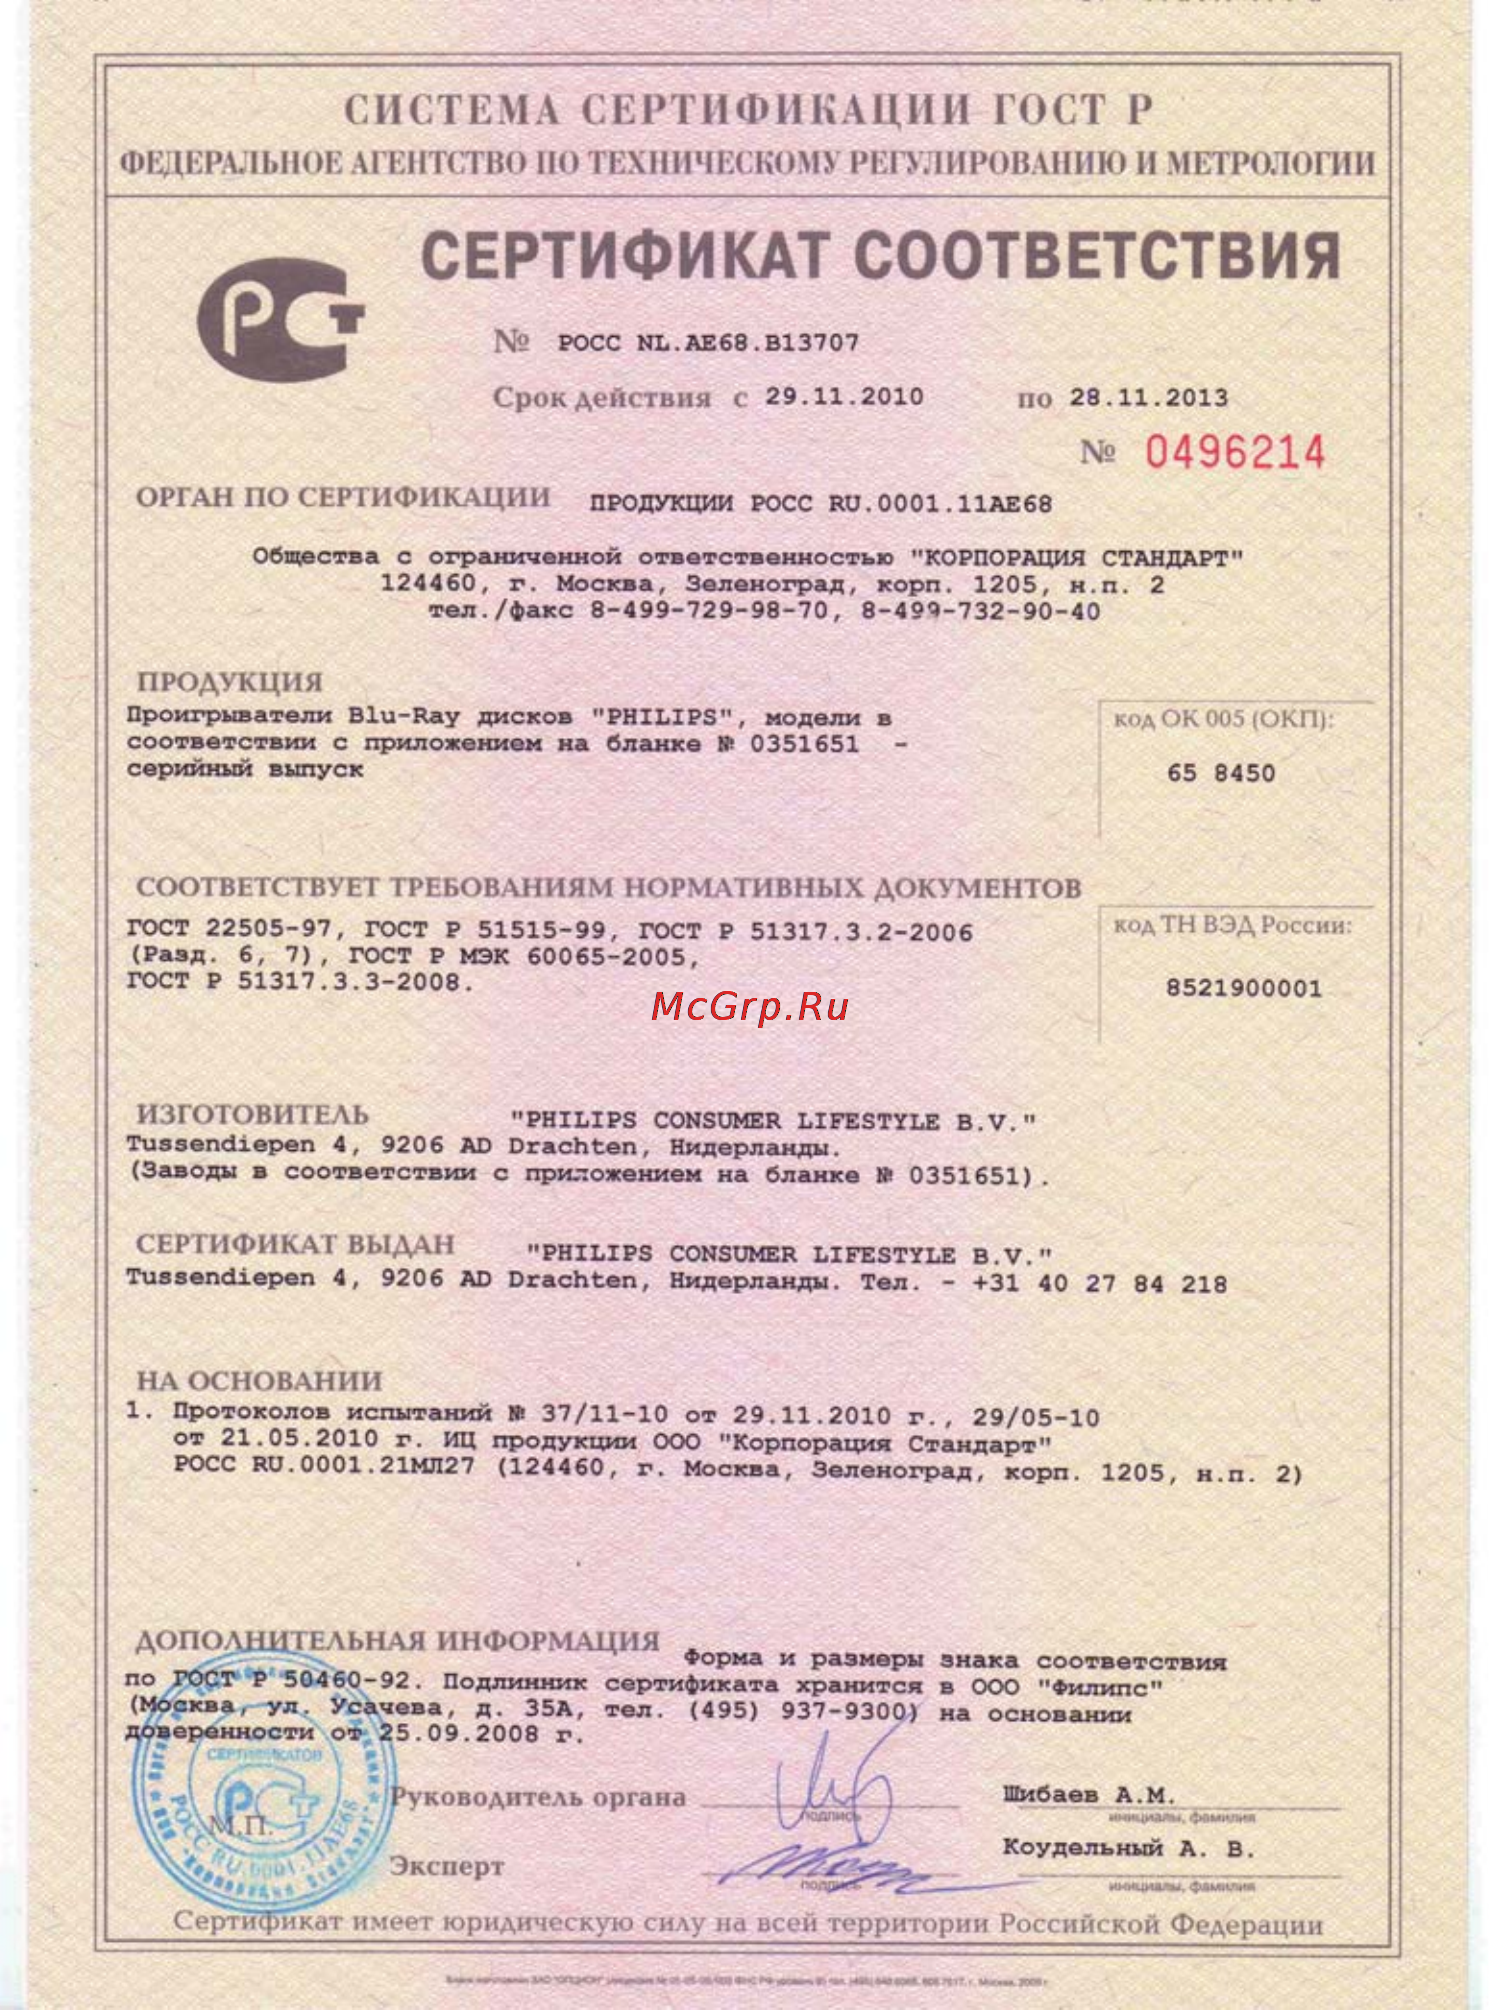 СИСТЕМА СЕРТИФИКАЦИИ ГОСТ Р
ФЕДЕРАЛЬНОЕ АГЕНТСТВО ПО ТЕХНИЧЕСКОМУ РЕГУЛИРОВАНИЮ И МЕТРОЛОГИИ
СЕРТИФИКАТ СООТВЕТСТВИЯ
№ РОСС NL.АЕ68.В13707
Срок действия с 29.11.2010 по 28.11.2013
№ 0496214
ОРГАН ПО СЕРТИФИКАЦИИ ПРОДУКЦИИ РОСС RU.0001.11АЕ68
Общества с ограниченной ответственностью "КОРПОРАЦИЯ СТАНДАРТ"
124460, г. Москва, Зеленоград, корп. 1205, н.п. 2
тел./факс 8-499-729-98-70, 8-499-732-90-40
ПРОДУКЦИЯ
Проигрыватели Blu-Ray дисков "PHILIPS", модели в
соответствии с приложением на бланке № 0351651 -
серийный выпуск
код ОК 005 (ОКП):
65 8450
СООТВЕТСТВУЕТ ТРЕБОВАНИЯМ НОРМАТИВНЫХ ДОКУМЕНТОВ
ГОСТ 22505-97, ГОСТ Р 51515-99, ГОСТ Р 51317.3.2-2006
(Разд. 6, 7), ГОСТ Р МЭК 60065-2005,
ГОСТ Р 51317.3.3-2008.
код ТН ВЭД России:
8521900001
McGrp.Ru
ИЗГОТОВИТЕЛЬ "PHILIPS CONSUMER LIFESTYLE B.V."
Tussendiepen 4, 9206 AD Drachten, Нидерланды.
(Заводы в соответствии с приложением на бланке № 0351651).
СЕРТИФИКАТ ВЫДАН "PHILIPS CONSUMER LIFESTYLE B.V."
Tussendiepen 4, 9206 AD Drachten, Нидерланды. Тел. - +31 40 27 84 218
НА ОСНОВАНИИ
1. Протоколов испытаний № 37/11-10 от 29.11.2010 г., 29/05-10
от 21.05.2010 г. ИЦ продукции ООО "Корпорация Стандарт"
РОСС RU.0001.21МЛ27 (124460, г. Москва, Зеленоград, корп. 1205, н.п. 2)
ДОПОЛНИТЕЛЬНАЯ ИНФОРМАЦИЯ Форма и размеры знака соответствия
по ГОСТ Р 50460-92. Подлинник сертификата хранится в ООО "Филипс"
(Москва, ул. Усачева, д. 35А, тел. (495) 937-9300) на основании
доверенности от 25.09.2008 г.
СЕРТИФИКАТОВ
РОСС RU.0001.11АЕ68
М.П.
Руководитель органа
подпись
Шибаев А.М.
инициалы, фамилия
Эксперт
подпись
Коудельный А. В.
инициалы, фамилия
Сертификат имеет юридическую силу на всей территории Российской Федерации